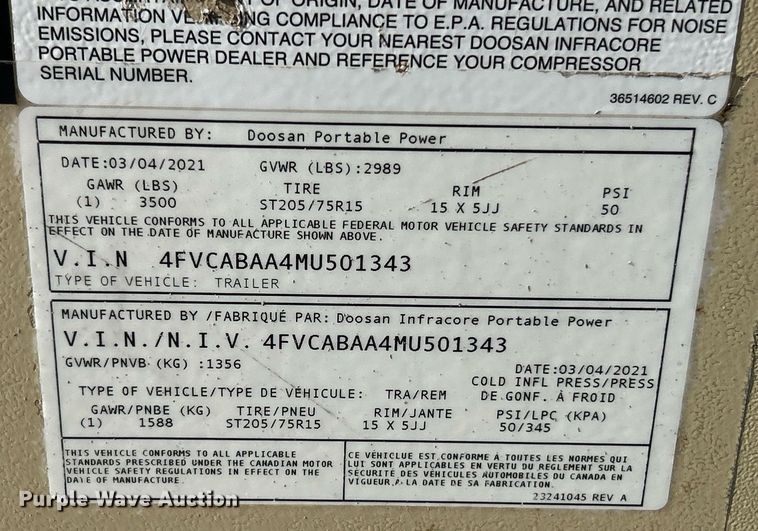 OF ORIGIN, DATE OF MANUFACTURE, AND RELATED
INFORMATION COMPLIANCE TO E.P.A. REGULATIONS FOR NOISE
EMISSIONS, PLEASE CONTACT YOUR NEAREST DOOSAN INFRACORE
PORTABLE POWER DEALER AND REFERENCE YOUR COMPRESSOR
SERIAL NUMBER.
36514602 REV. C
MANUFACTURED BY: Doosan Portable Power
DATE:03/04/2021 GVWR (LBS):2989
GAWR (LBS) TIRE RIM PSI
(1) 3500 ST205/75R15 15 X 5JJ 50
THIS VEHICLE CONFORMS TO ALL APPLICABLE FEDERAL MOTOR VEHICLE SAFETY STANDARDS IN
EFFECT ON THE DATE OF MANUFACTURE SHOWN ABOVE.
V.I.N 4FVCABAA4MU501343
TYPE OF VEHICLE: TRAILER
MANUFACTURED BY /FABRIQUÉ PAR: Doosan Infracore Portable Power
V.I.N./N.I.V. 4FVCABAA4MU501343
GVWR/PNVB (KG) :1356 DATE:03/04/2021
COLD INFL PRESS/PRESS
TYPE OF VEHICLE/TYPE DE VÉHICULE: TRA/REM DE GONF. À FROID
GAWR/PNBE (KG) TIRE/PNEU RIM/JANTE PSI/LPC (KPA)
(1) 1588 ST205/75R15 15 X 5JJ 50/345
THIS VEHICLE CONFORMS TO ALL APPLICABLE
STANDARDS PRESCRIBED UNDER THE CANADIAN MOTOR
VEHICLE SAFETY REGULATIONS IN EFFECT ON THE
DATE OF MANUFACTURE.
CE VÉHICLUE EST CONFORME À TOUTES LES NORMES QUI
LUI SONT APPLICABLES EN VERTU DU REGLEMENT SUR LA
SÉCURITÉ DES VÉHICULES AUTOMOBILES DU CANADA EN
VIGUEUR À LA DATE DE SA FABRICATION.
23241045 REV A
Purple Wave Auction